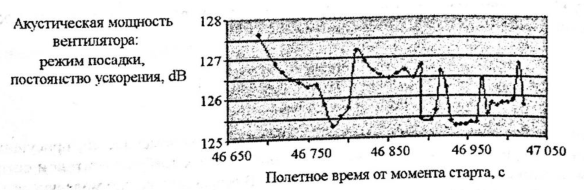 Акустическая мощность
вентилятора:
режим посадки,
постоянство ускорения, dB
128
127
126
125
46 650 46 750 46 850 46 950 47 050
Полетное время от момента старта, с